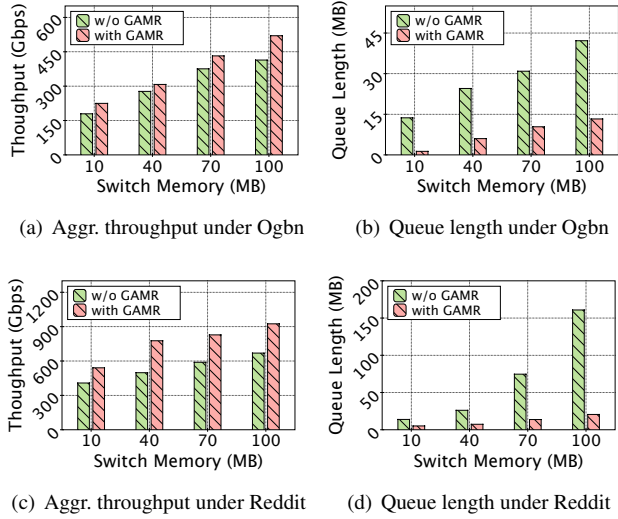 Thoughput (Gbps)
600
450
300
150
0
w/o GAMR
with GAMR
10 40 70 100
Switch Memory (MB)
(a) Aggr. throughput under Ogbn
Queue Length (MB)
45
30
15
0
w/o GAMR
with GAMR
10 40 70 100
Switch Memory (MB)
(b) Queue length under Ogbn
Thoughput (Gbps)
1200
900
600
300
0
w/o GAMR
with GAMR
10 40 70 100
Switch Memory (MB)
(c) Aggr. throughput under Reddit
Queue Length (MB)
200
150
100
50
0
w/o GAMR
with GAMR
10 40 70 100
Switch Memory (MB)
(d) Queue length under Reddit